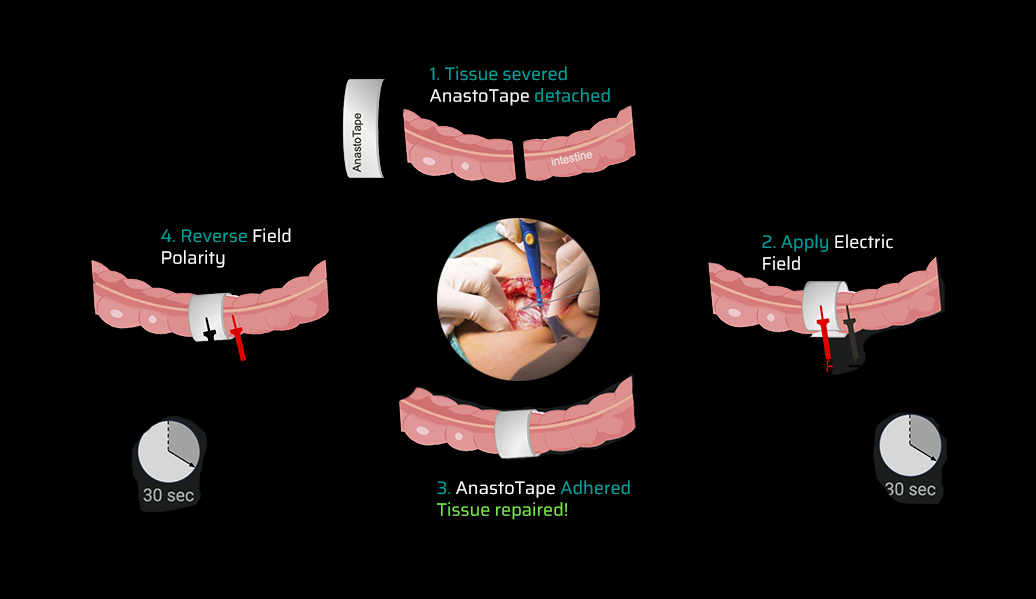 1. Tissue severed
AnastoTape detached
AnastoTape
intestine
4. Reverse Field
Polarity
2. Apply Electric
Field
30 sec
30 sec
3. AnastoTape Adhered
Tissue repaired!